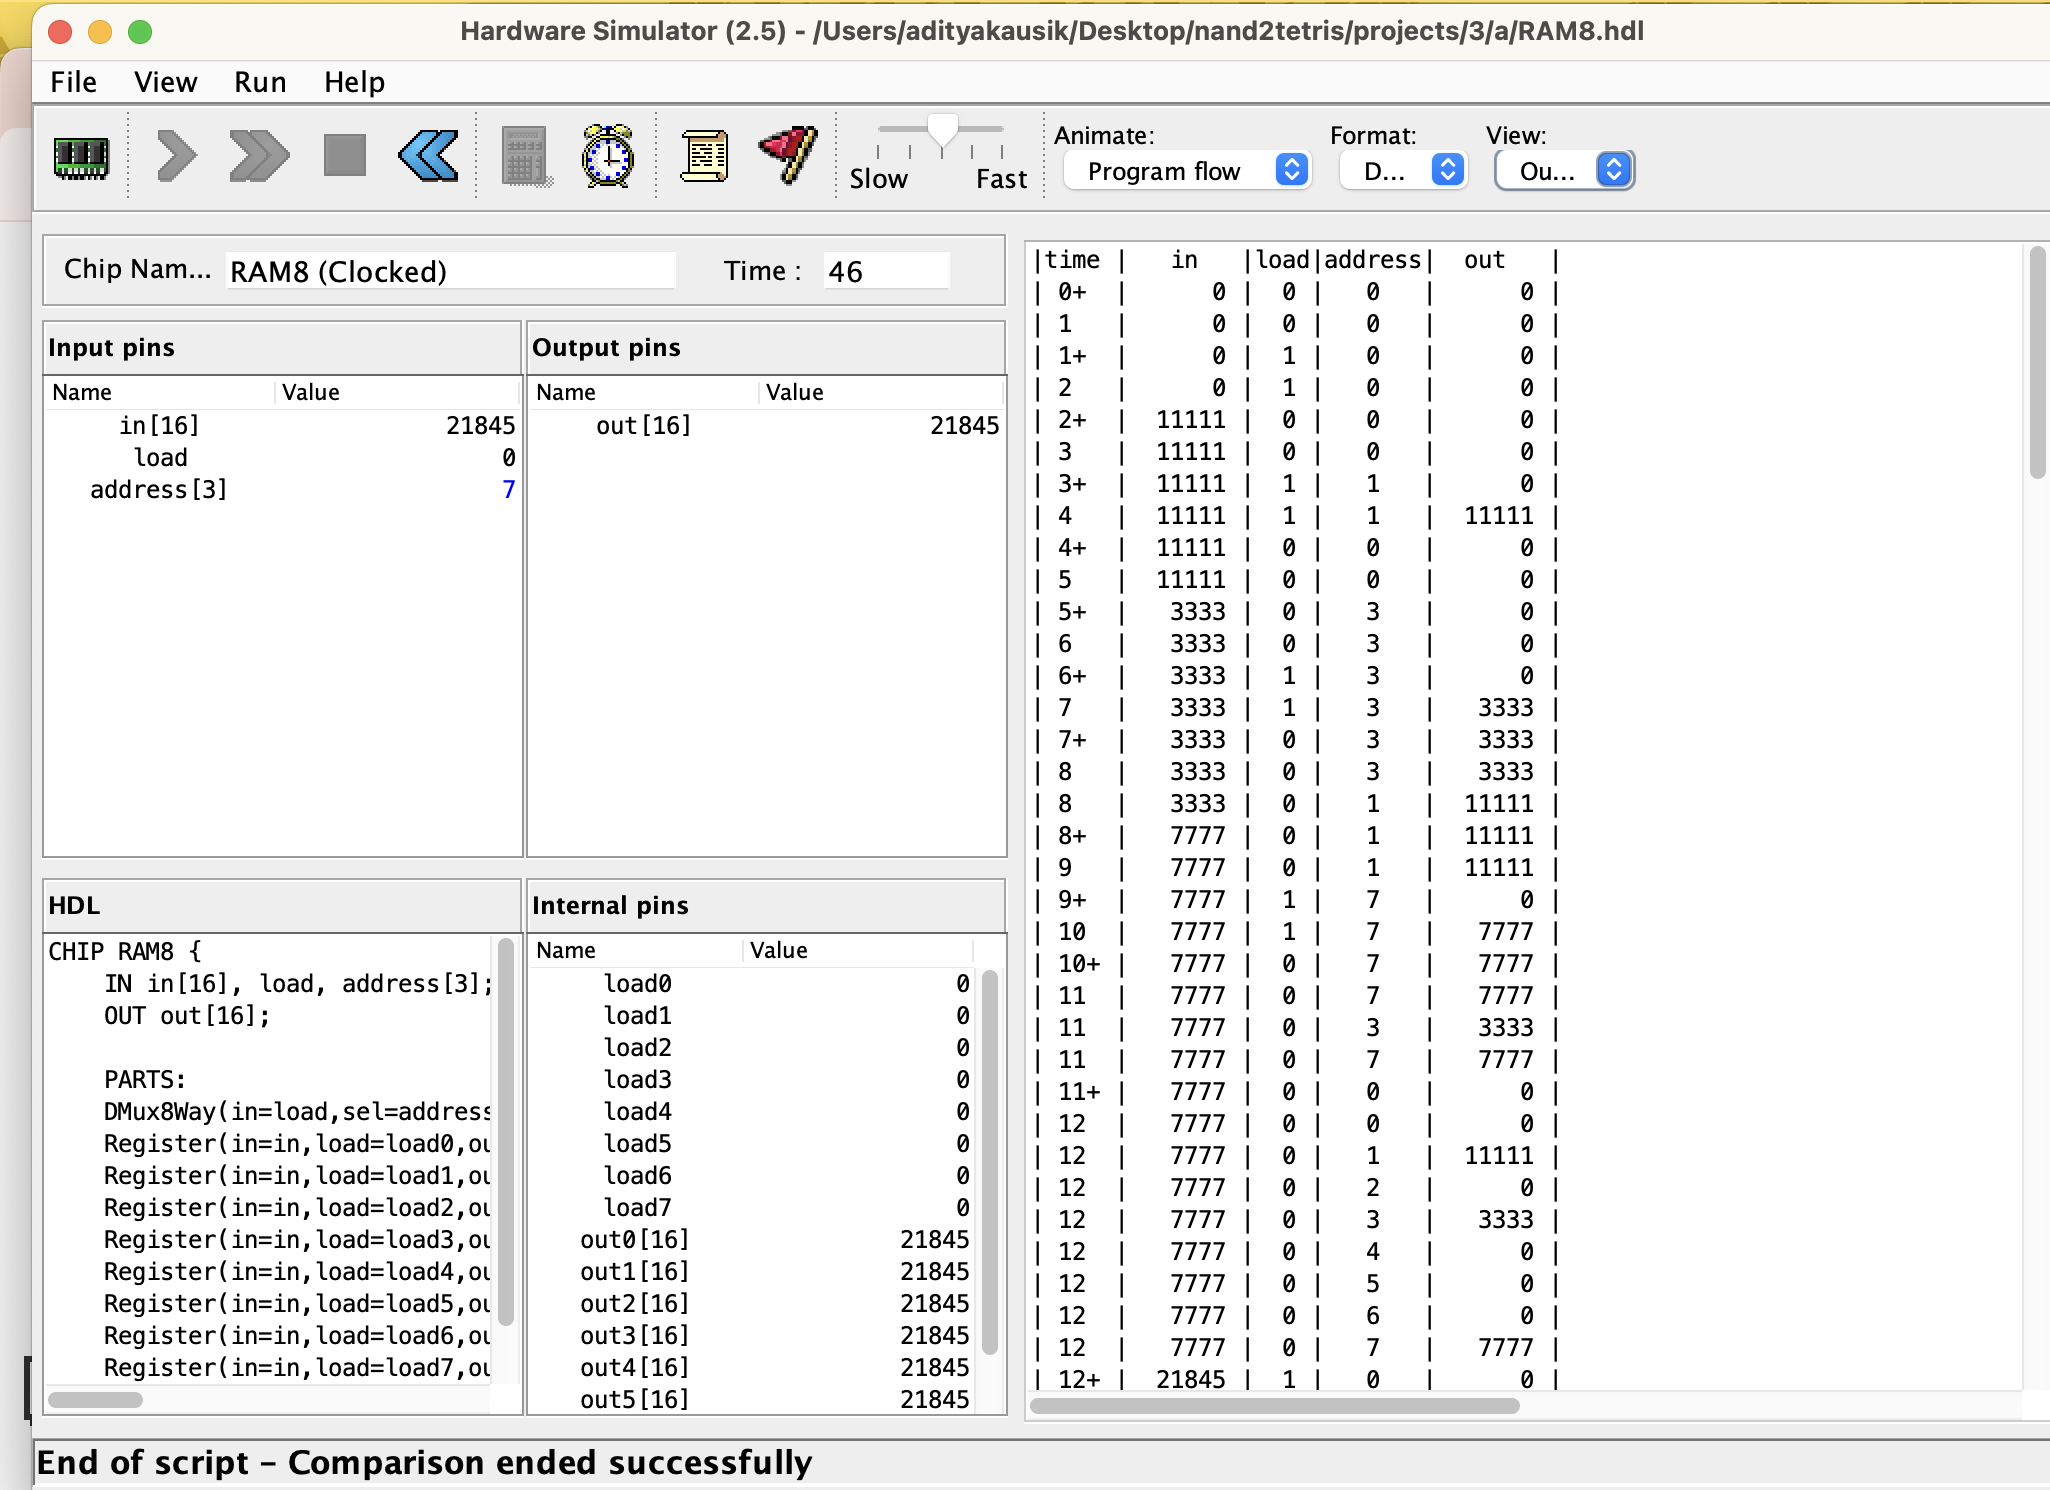 Hardware Simulator (2.5) - /Users/adityakausik/Desktop/nand2tetris/projects/3/a/RAM8.hdl
File View Run Help
Slow Fast
Animate: Format: View:
Program flow D... Ou...
Chip Nam... RAM8 (Clocked) Time : 46
Input pins
Name Value
in[16] 21845
load 0
address[3] 7
Output pins
Name Value
out[16] 21845
HDL
CHIP RAM8 {
IN in[16], load, address[3];
OUT out[16];
PARTS:
DMux8Way(in=load,sel=address
Register(in=in,load=load0,ou
Register(in=in,load=load1,ou
Register(in=in,load=load2,ou
Register(in=in,load=load3,ou
Register(in=in,load=load4,ou
Register(in=in,load=load5,ou
Register(in=in,load=load6,ou
Register(in=in,load=load7,ou
Internal pins
Name Value
load0 0
load1 0
load2 0
load3 0
load4 0
load5 0
load6 0
load7 0
out0[16] 21845
out1[16] 21845
out2[16] 21845
out3[16] 21845
out4[16] 21845
out5[16] 21845
|time | in |load|address| out |
| 0+ | 0 | 0 | 0 | 0 |
| 1 | 0 | 0 | 0 | 0 |
| 1+ | 0 | 1 | 0 | 0 |
| 2 | 0 | 1 | 0 | 0 |
| 2+ | 11111 | 0 | 0 | 0 |
| 3 | 11111 | 0 | 0 | 0 |
| 3+ | 11111 | 1 | 1 | 0 |
| 4 | 11111 | 1 | 1 | 11111 |
| 4+ | 11111 | 0 | 0 | 0 |
| 5 | 11111 | 0 | 0 | 0 |
| 5+ | 3333 | 0 | 3 | 0 |
| 6 | 3333 | 0 | 3 | 0 |
| 6+ | 3333 | 1 | 3 | 0 |
| 7 | 3333 | 1 | 3 | 3333 |
| 7+ | 3333 | 0 | 3 | 3333 |
| 8 | 3333 | 0 | 3 | 3333 |
| 8 | 3333 | 0 | 1 | 11111 |
| 8+ | 7777 | 0 | 1 | 11111 |
| 9 | 7777 | 0 | 1 | 11111 |
| 9+ | 7777 | 1 | 7 | 0 |
| 10 | 7777 | 1 | 7 | 7777 |
| 10+ | 7777 | 0 | 7 | 7777 |
| 11 | 7777 | 0 | 7 | 7777 |
| 11 | 7777 | 0 | 3 | 3333 |
| 11 | 7777 | 0 | 7 | 7777 |
| 11+ | 7777 | 0 | 0 | 0 |
| 12 | 7777 | 0 | 0 | 0 |
| 12 | 7777 | 0 | 1 | 11111 |
| 12 | 7777 | 0 | 2 | 0 |
| 12 | 7777 | 0 | 3 | 3333 |
| 12 | 7777 | 0 | 4 | 0 |
| 12 | 7777 | 0 | 5 | 0 |
| 12 | 7777 | 0 | 6 | 0 |
| 12 | 7777 | 0 | 7 | 7777 |
| 12+ | 21845 | 1 | 0 | 0 |
End of script – Comparison ended successfully